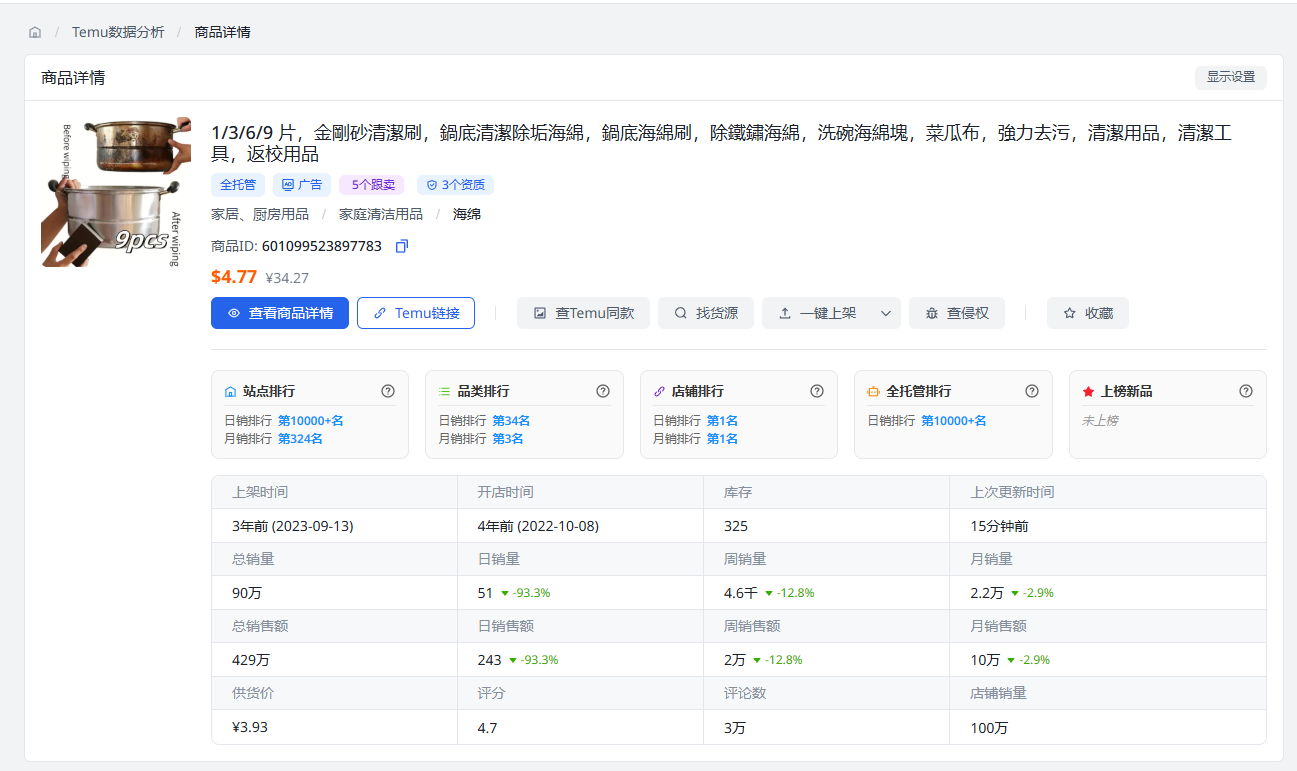 Temu数据分析 / 商品详情
商品详情
显示设置
Before wiping
After wiping
9pcs
1/3/6/9 片，金剛砂清潔刷，鍋底清潔除垢海綿，鍋底海綿刷，除鐵鏽海綿，洗碗海綿塊，菜瓜布，強力去污，清潔用品，清潔工
具，返校用品
全托管 广告 5个跟卖 3个资质
家居、厨房用品 / 家庭清洁用品 / 海绵
商品ID: 601099523897783
$4.77 ¥34.27
查看商品详情 Temu链接 查Temu同款 找货源 一键上架 查侵权 收藏
站点排行
日销排行 第10000+名
月销排行 第324名
品类排行
日销排行 第34名
月销排行 第3名
店铺排行
日销排行 第1名
月销排行 第1名
全托管排行
日销排行 第10000+名
上榜新品
未上榜
上架时间 开店时间 库存 上次更新时间
3年前 (2023-09-13) 4年前 (2022-10-08) 325 15分钟前
总销量 日销量 周销量 月销量
90万 51 -93.3% 4.6千 -12.8% 2.2万 -2.9%
总销售额 日销售额 周销售额 月销售额
429万 243 -93.3% 2万 -12.8% 10万 -2.9%
供货价 评分 评论数 店铺销量
¥3.93 4.7 3万 100万